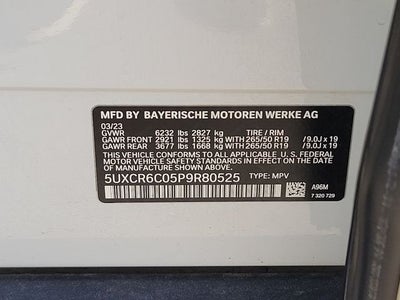 MFD BY BAYERISCHE MOTOREN WERKE AG
03/23
GVWR 6232 lbs 2827 kg TIRE / RIM
GAWR FRONT 2921 lbs 1325 kg WITH 265/50 R19 / 9.0J x 19
GAWR REAR 3677 lbs 1668 kg WITH 265/50 R19 / 9.0J x 19
THIS VEHICLE CONFORMS TO ALL APPLICABLE U.S. FEDERAL
MOTOR VEHICLE SAFETY STANDARDS IN EFFECT ON THE DATE
OF MANUFACTURE SHOWN ABOVE.
5UXCR6C05P9R80525 TYPE: MPV
A96M
7 320 729